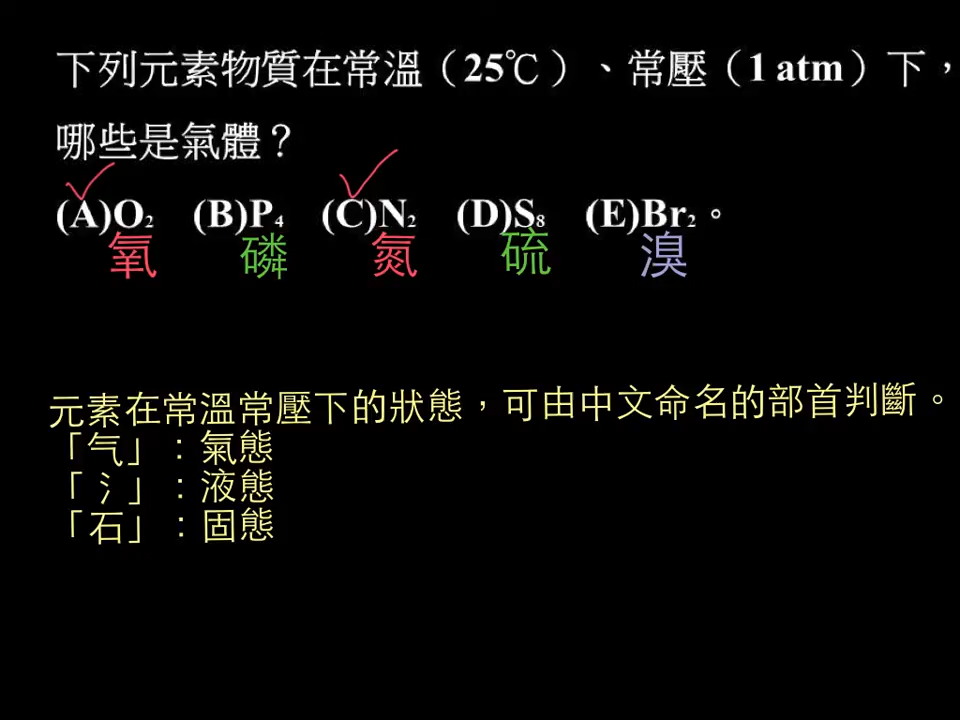 下列元素物質在常溫（25℃）、常壓（1 atm）下，
哪些是氣體？
(A)O₂ (B)P₄ (C)N₂ (D)S₈ (E)Br₂。
氧 磷 氮 硫 溴
元素在常溫常壓下的狀態，可由中文命名的部首判斷。
「气」：氣態
「氵」：液態
「石」：固態